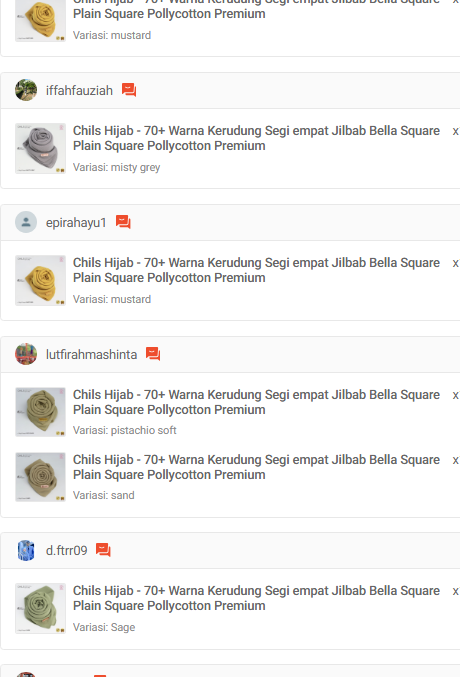 Chils Hijab - 70+ Warna Kerudung Segi empat Jilbab Bella Square
Plain Square Pollycotton Premium
Variasi: mustard
iffahfauziah
Chils Hijab - 70+ Warna Kerudung Segi empat Jilbab Bella Square x
Plain Square Pollycotton Premium
Variasi: misty grey
epirahayu1
Chils Hijab - 70+ Warna Kerudung Segi empat Jilbab Bella Square x
Plain Square Pollycotton Premium
Variasi: mustard
lutfirahmashinta
Chils Hijab - 70+ Warna Kerudung Segi empat Jilbab Bella Square x
Plain Square Pollycotton Premium
Variasi: pistachio soft
Chils Hijab - 70+ Warna Kerudung Segi empat Jilbab Bella Square x
Plain Square Pollycotton Premium
Variasi: sand
d.ftrr09
Chils Hijab - 70+ Warna Kerudung Segi empat Jilbab Bella Square x
Plain Square Pollycotton Premium
Variasi: Sage